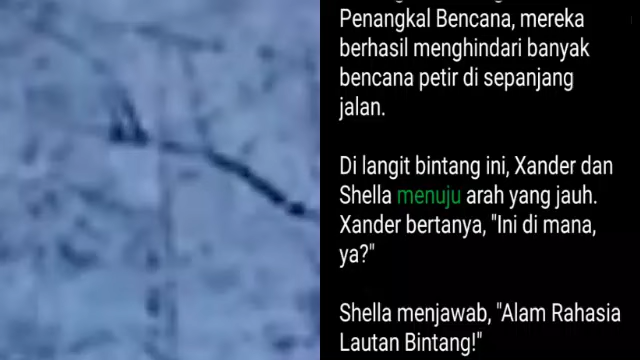 Penangkal Bencana, mereka
berhasil menghindari banyak
bencana petir di sepanjang
jalan.
Di langit bintang ini, Xander dan
Shella menuju arah yang jauh.
Xander bertanya, "Ini di mana,
ya?"
Shella menjawab, "Alam Rahasia
Lautan Bintang!"